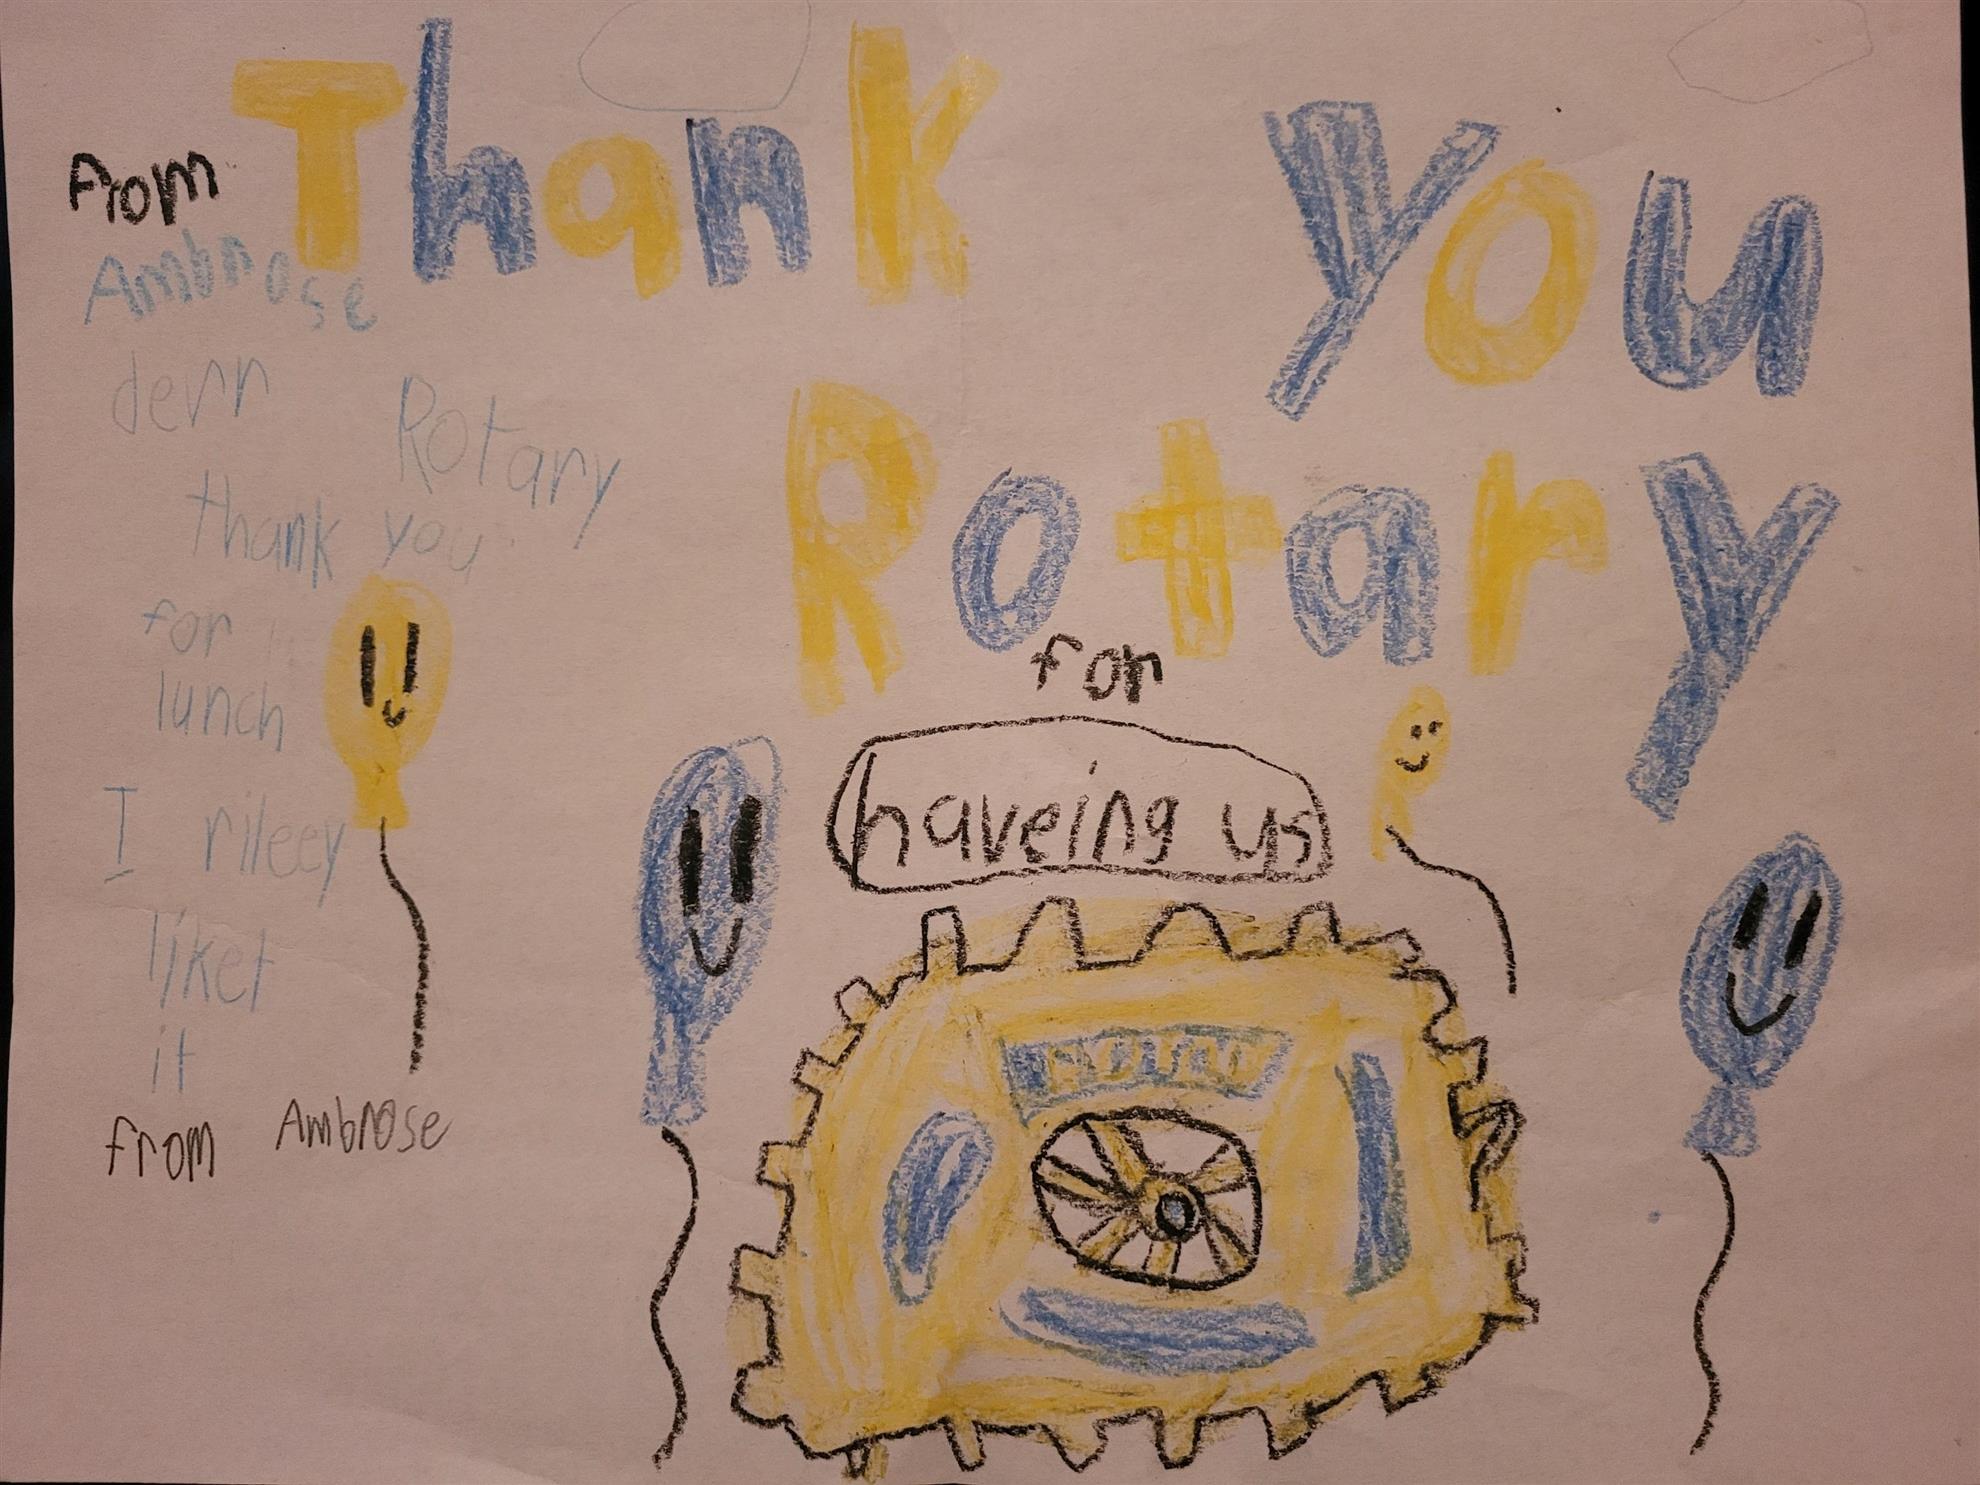 Thank you
Rotary
for
haveing us
from
Ambrose
derr Rotary
thank you
for
lunch
I rileey
liket
it
from Ambrose